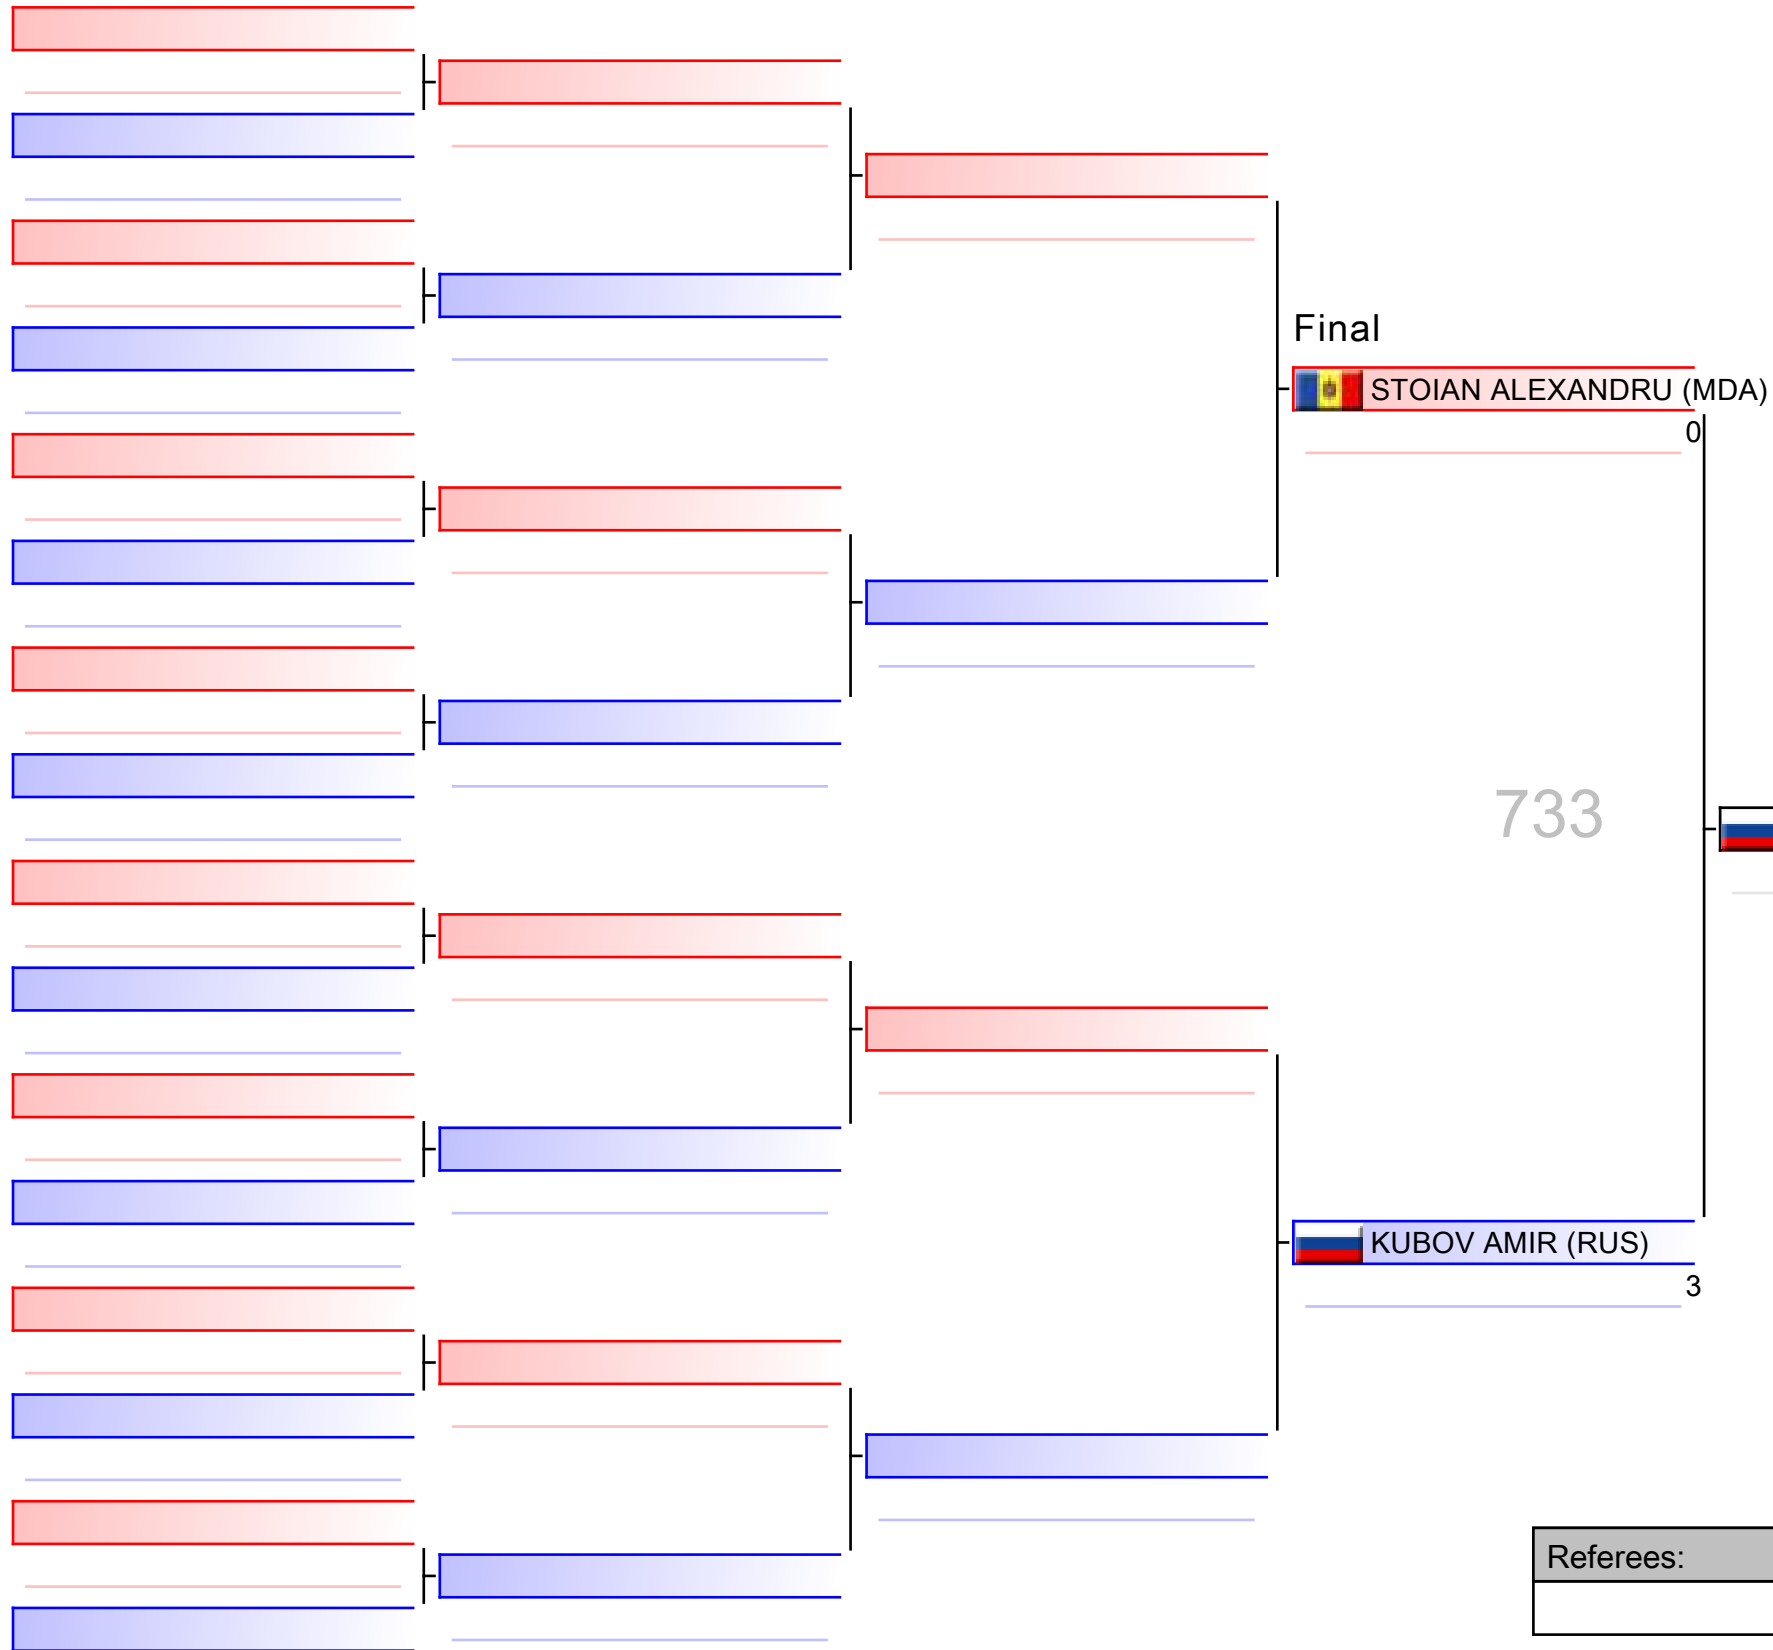 Final
STOIAN ALEXANDRU (MDA)
0
733
KUBOV AMIR (RUS)
3
Referees: